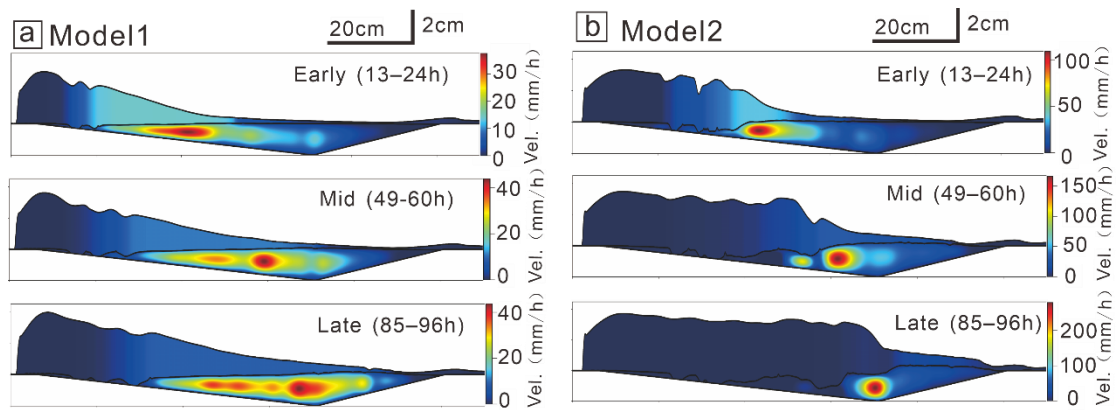 a Model1
20cm
2cm
Early (13–24h)
30
20
10
0
Vel. (mm/h)
Mid (49-60h)
40
20
0
Vel. (mm/h)
Late (85–96h)
40
20
0
Vel. (mm/h)
b Model2
20cm
2cm
Early (13–24h)
100
50
0
Vel. (mm/h)
Mid (49–60h)
150
100
50
0
Vel. (mm/h)
Late (85–96h)
200
100
0
Vel. (mm/h)